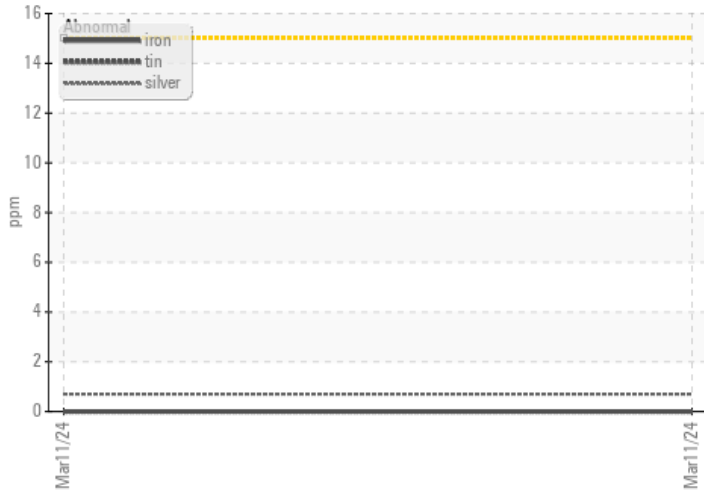 16
Abnormal
iron
tin
silver
14
12
10
8
6
4
2
0
ppm
Mar11/24
Mar11/24